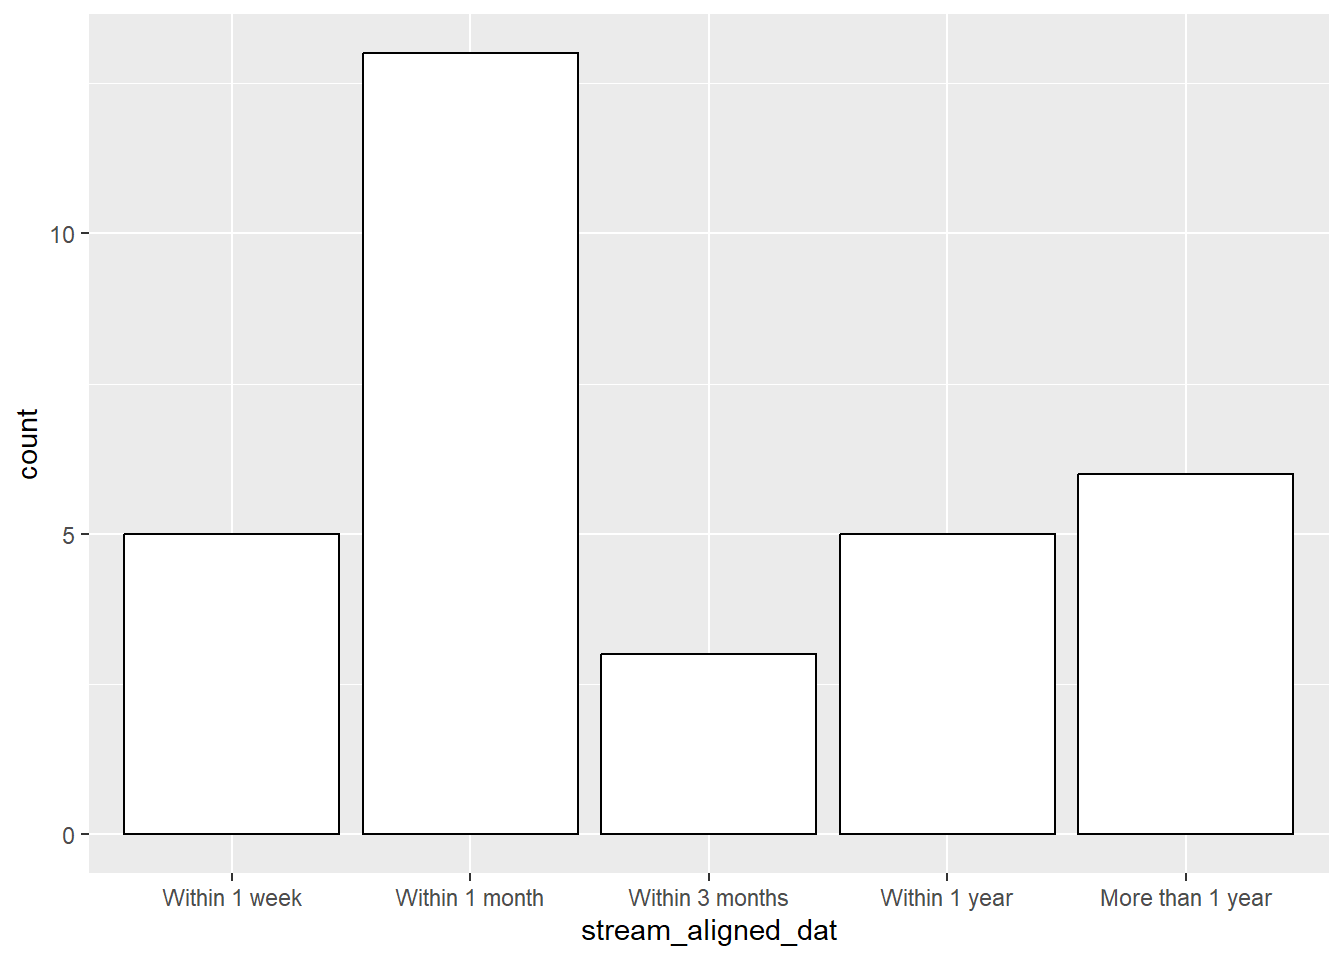 count
10
5
0
Within 1 week
Within 1 month
Within 3 months
Within 1 year
More than 1 year
stream_aligned_dat